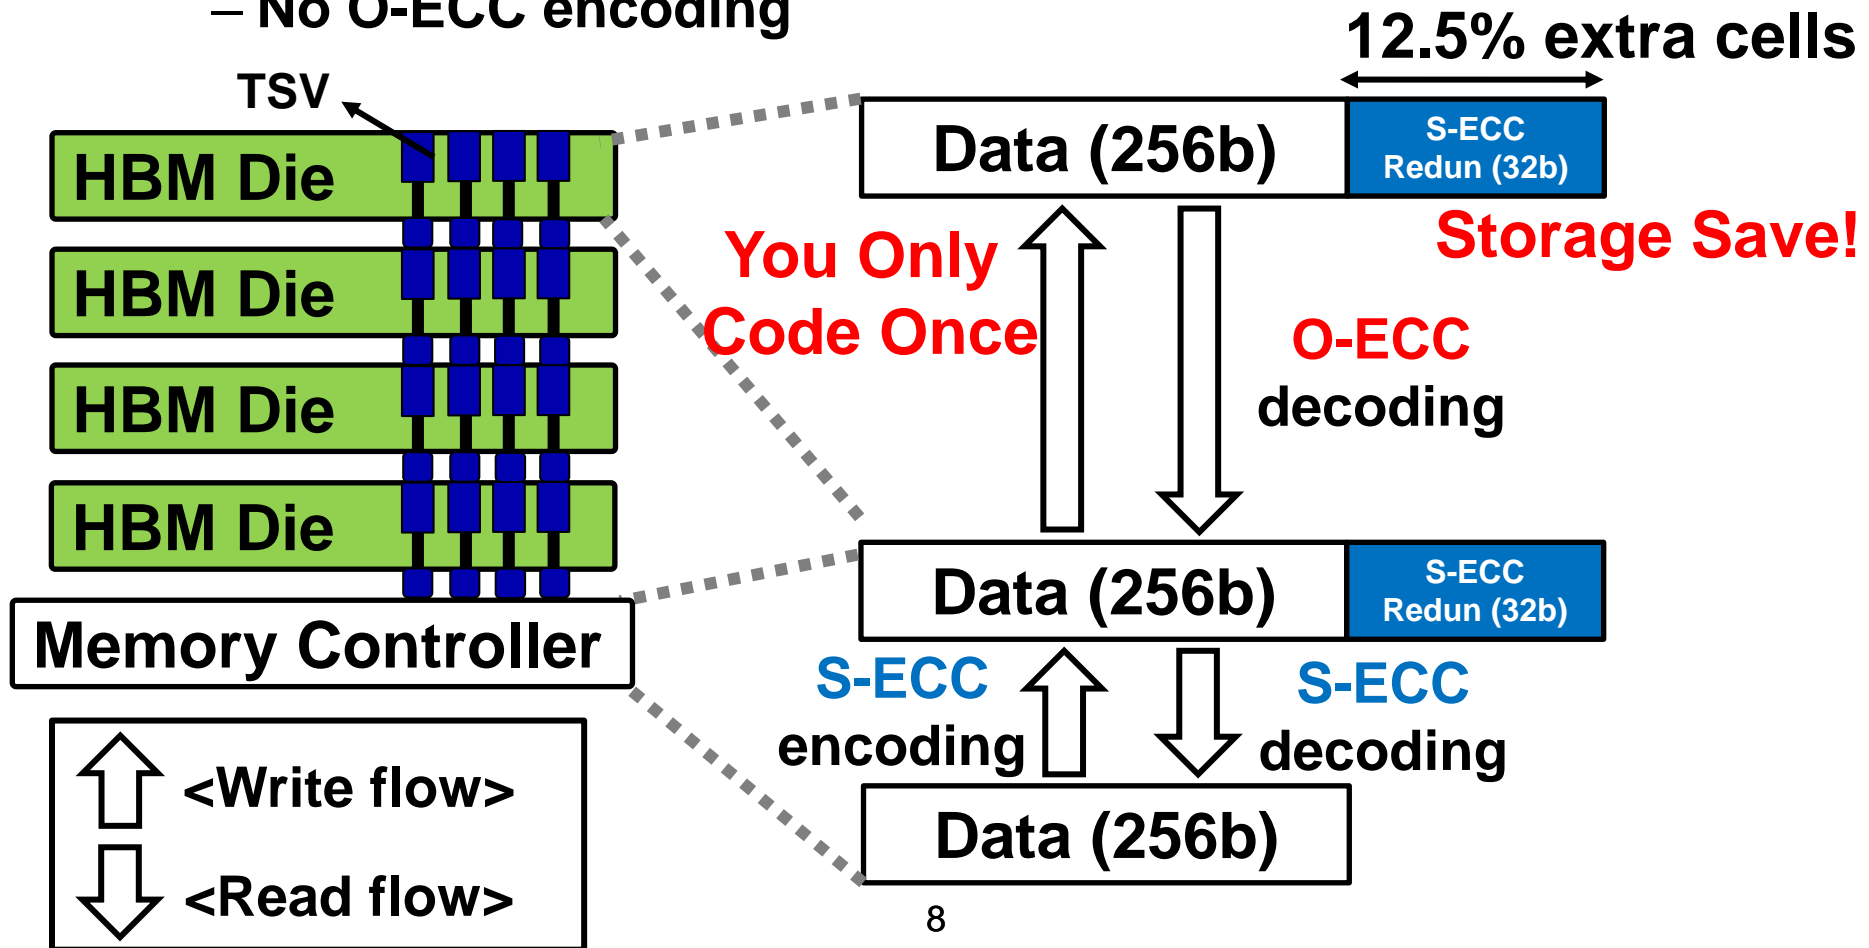 – No O-ECC encoding
12.5% extra cells
TSV
HBM Die
HBM Die
HBM Die
HBM Die
Memory Controller
<Write flow>
<Read flow>
Data (256b)
S-ECC
Redun (32b)
Storage Save!
You Only
Code Once
O-ECC
decoding
Data (256b)
S-ECC
Redun (32b)
S-ECC
encoding
S-ECC
decoding
Data (256b)
8